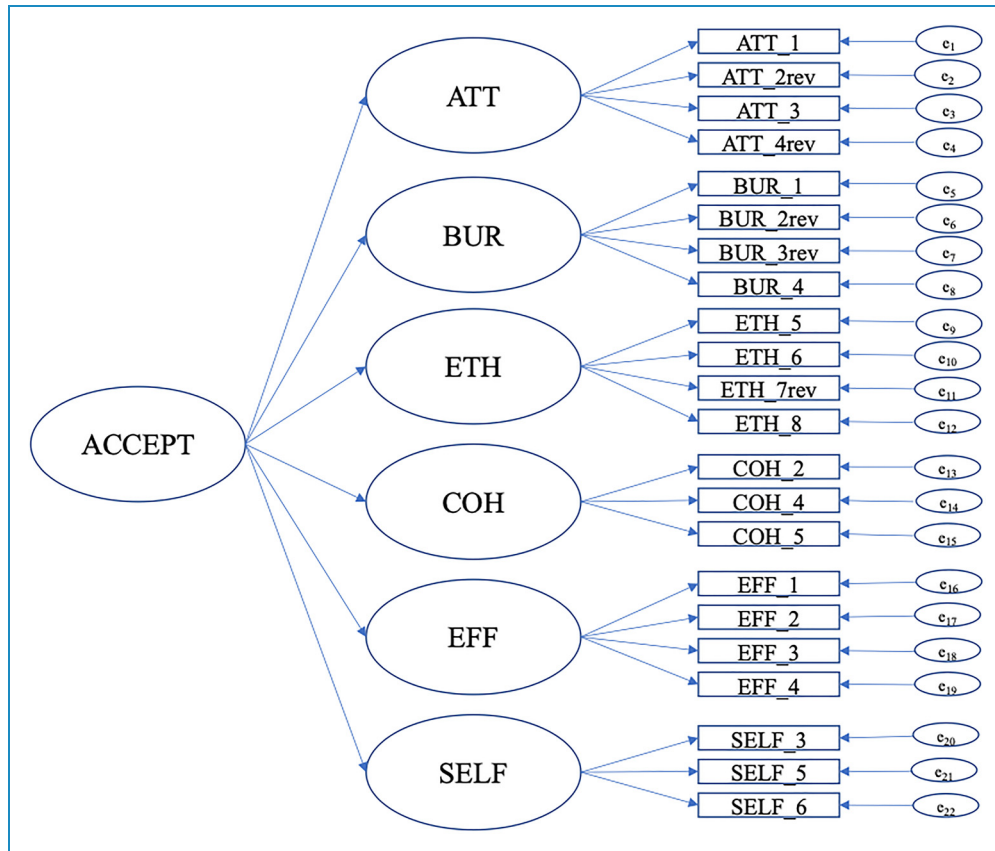 ATT_1 e1
ATT_2rev e2
ATT ATT_3 e3
ATT_4rev e4
BUR_1 e5
BUR_2rev e6
BUR BUR_3rev e7
BUR_4 e8
ETH_5 e9
ETH_6 e10
ETH ETH_7rev e11
ETH_8 e12
ACCEPT
COH_2 e13
COH COH_4 e14
COH_5 e15
EFF_1 e16
EFF_2 e17
EFF EFF_3 e18
EFF_4 e19
SELF_3 e20
SELF SELF_5 e21
SELF_6 e22